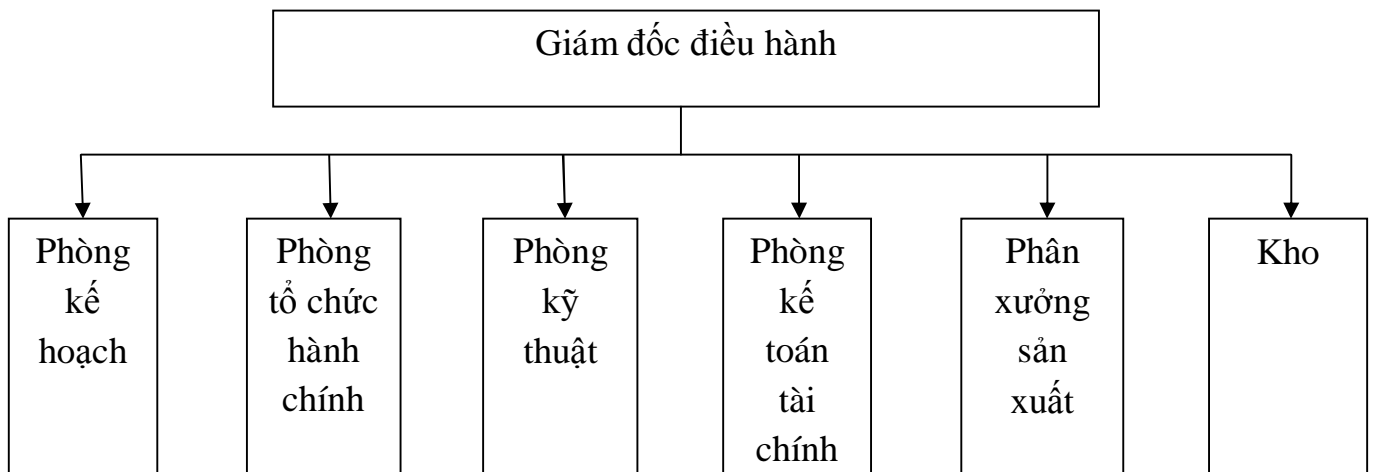 Giám đốc điều hành
Phòng
kế
hoạch
Phòng
tổ chức
hành
chính
Phòng
kỹ
thuật
Phòng
kế
toán
tài
chính
Phân
xưởng
sản
xuất
Kho